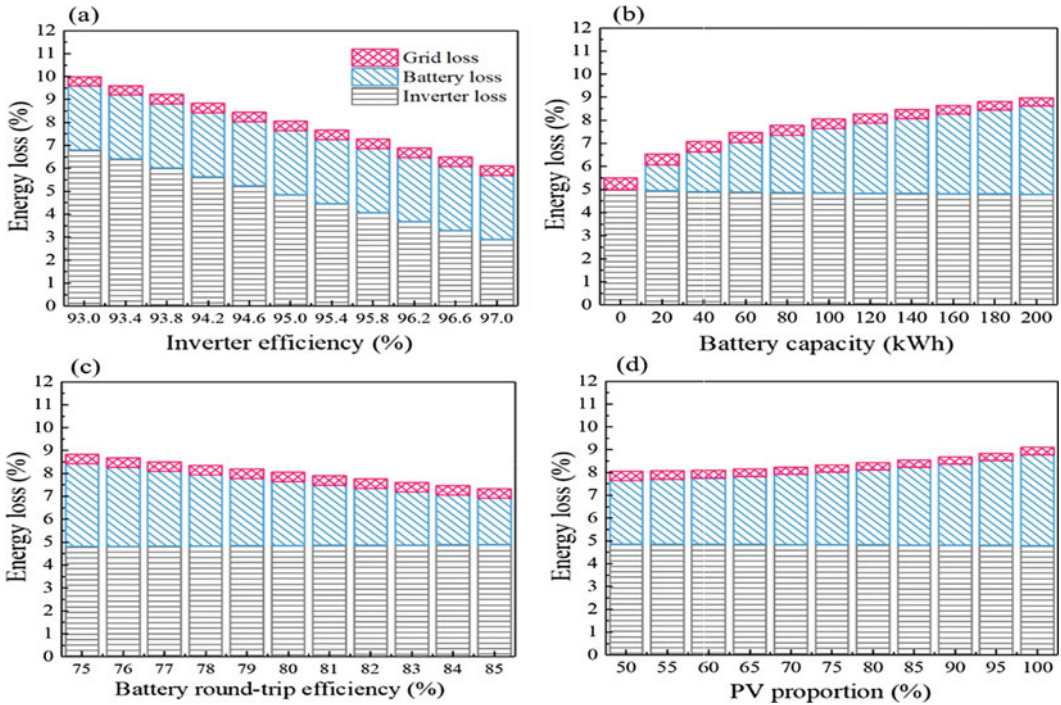 (a)
Energy loss (%)
12
11
10
9
8
7
6
5
4
3
2
1
0
Grid loss
Battery loss
Inverter loss
93.0 93.4 93.8 94.2 94.6 95.0 95.4 95.8 96.2 96.6 97.0
Inverter efficiency (%)
(b)
Energy loss (%)
12
11
10
9
8
7
6
5
4
3
2
1
0
0 20 40 60 80 100 120 140 160 180 200
Battery capacity (kWh)
(c)
Energy loss (%)
12
11
10
9
8
7
6
5
4
3
2
1
0
75 76 77 78 79 80 81 82 83 84 85
Battery round-trip efficiency (%)
(d)
Energy loss (%)
12
11
10
9
8
7
6
5
4
3
2
1
0
50 55 60 65 70 75 80 85 90 95 100
PV proportion (%)